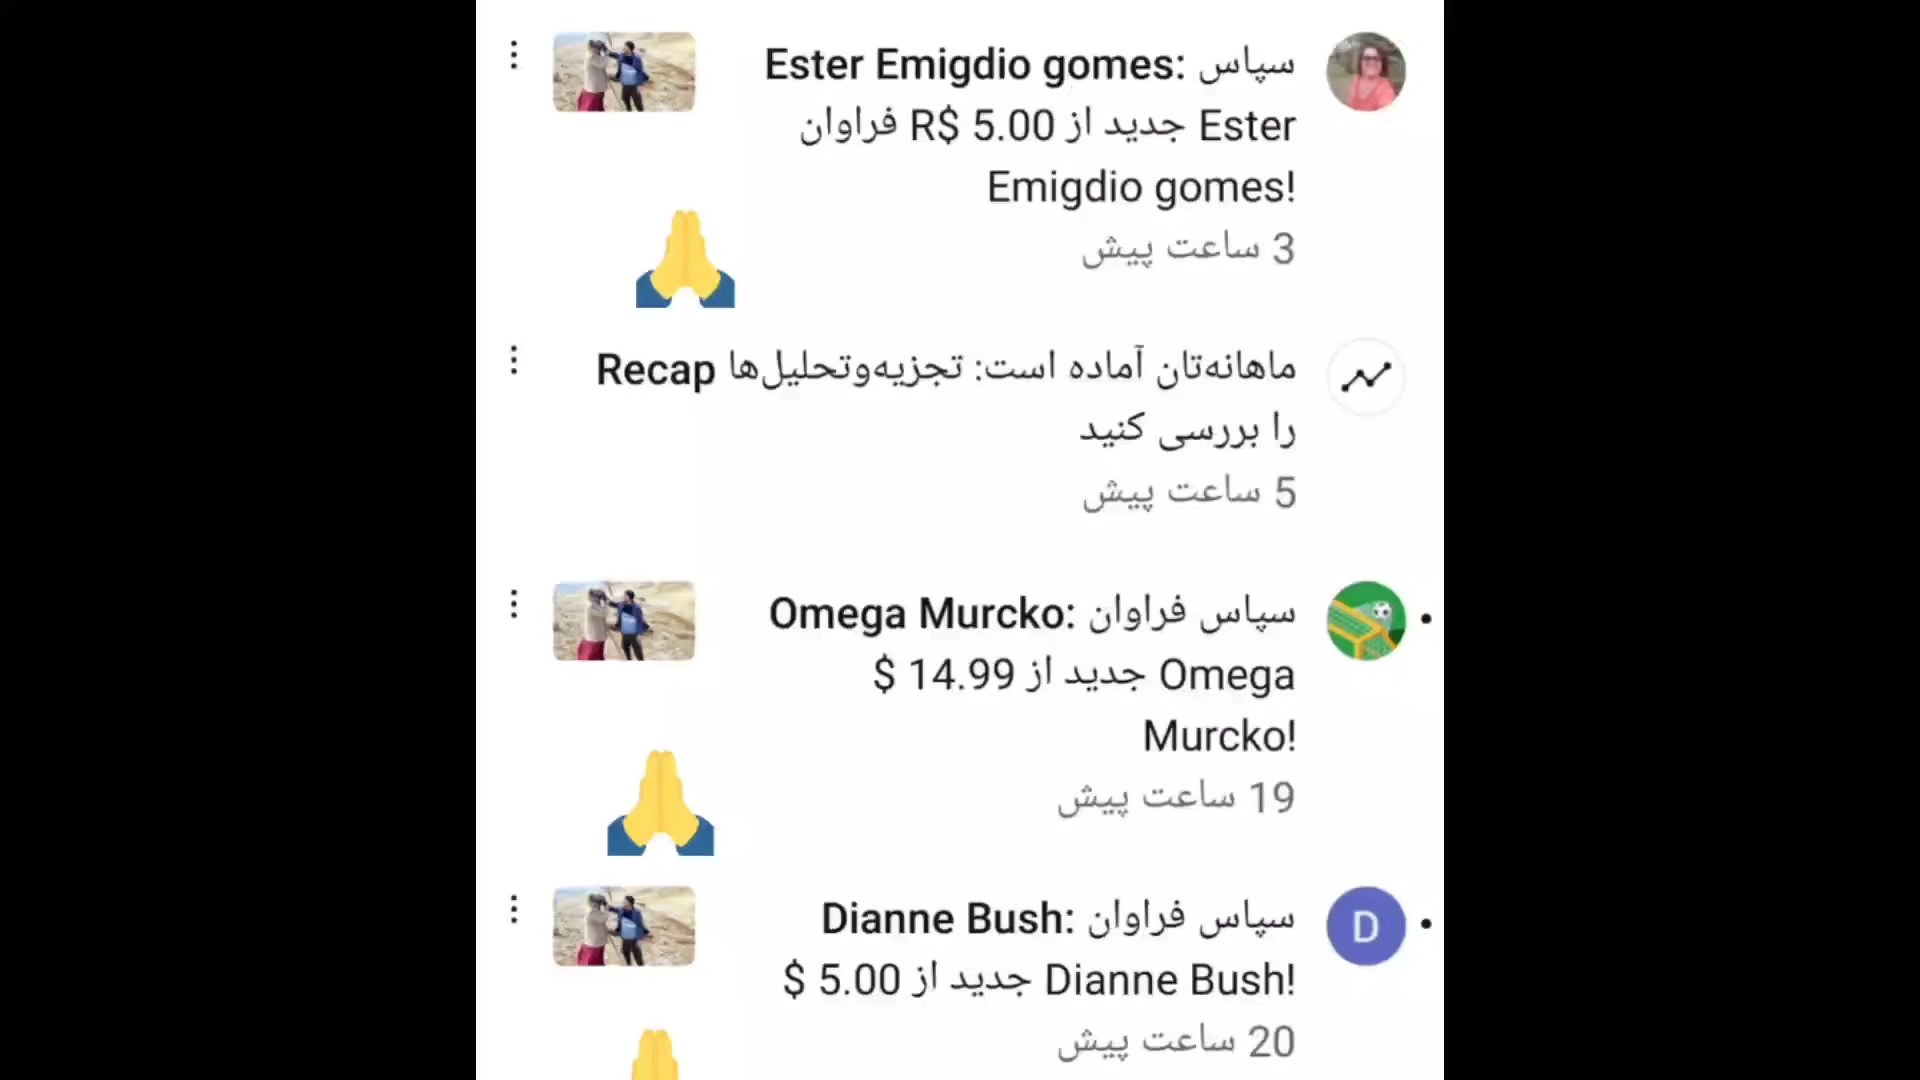 Ester Emigdio gomes: سپاس
فراوان R$ 5.00 جدید از Ester
Emigdio gomes!
3 ساعت پیش
Recap ماهانه‌تان آماده است: تجزیه‌وتحلیل‌ها
را بررسی کنید
5 ساعت پیش
Omega Murcko: سپاس فراوان
$ 14.99 جدید از Omega
Murcko!
19 ساعت پیش
Dianne Bush: سپاس فراوان
$ 5.00 جدید از Dianne Bush!
20 ساعت پیش
D